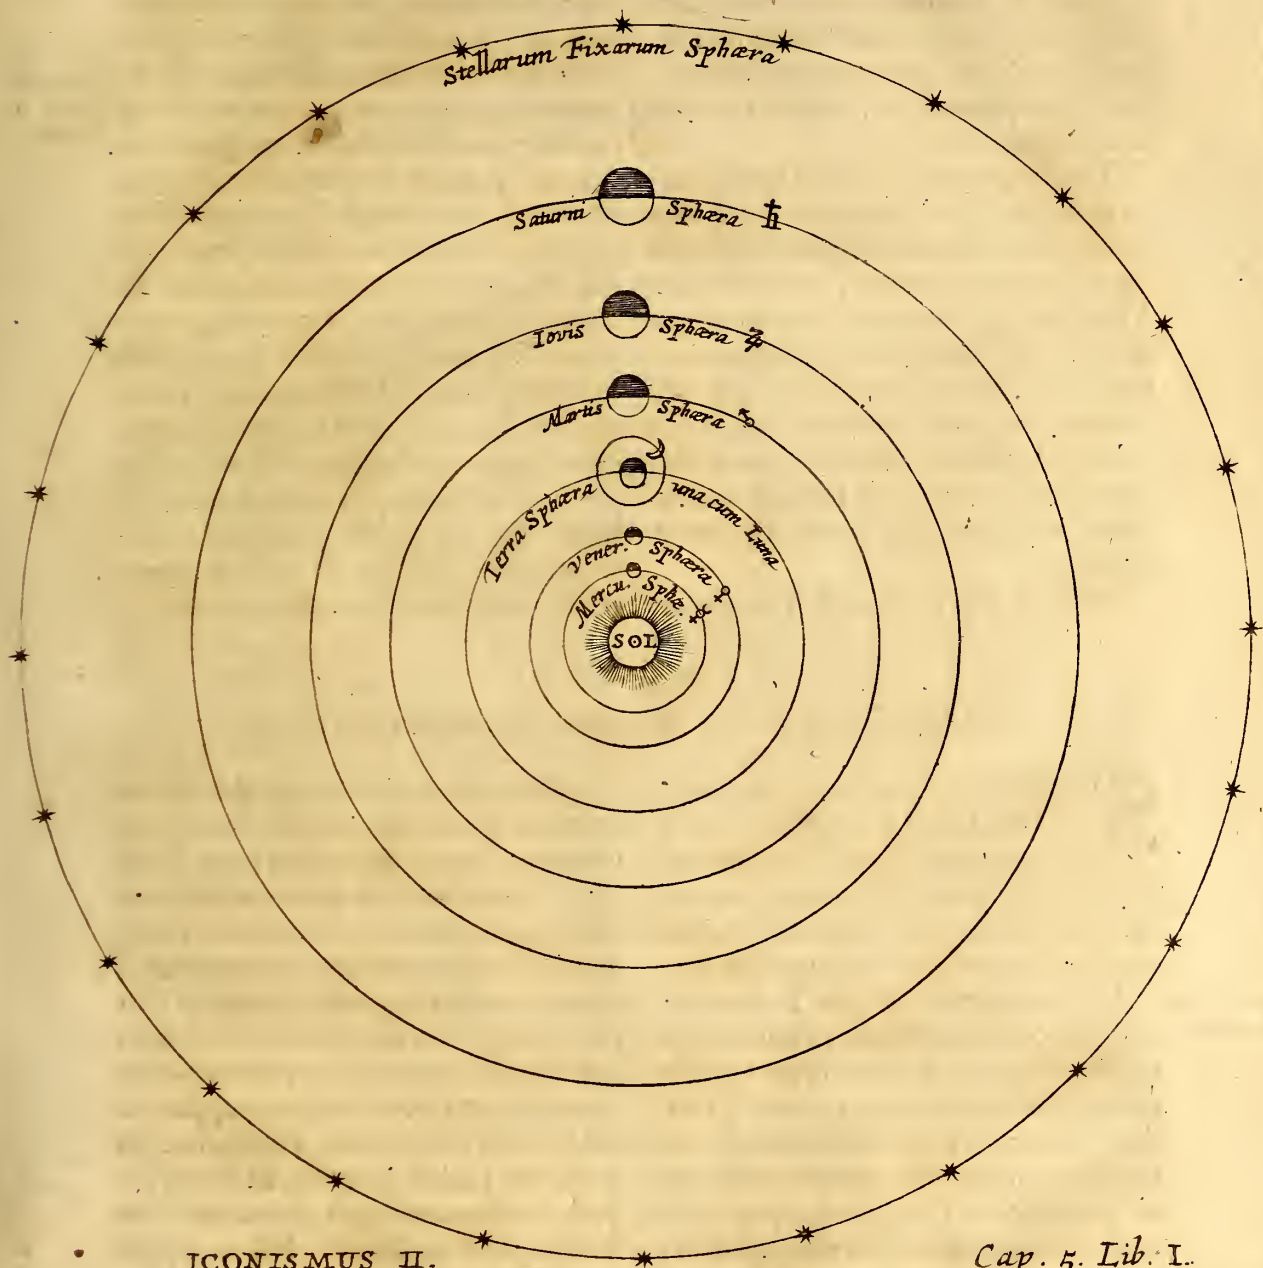 Stellarum Fixarum Sphæra
Saturni Sphæra ♄
Iovis Sphæra ♃
Martis Sphæra ♂
Terra Sphæra una cum Luna
Vener. Sphæra ♀
Mercu. Sphæ. ☿
SOL
ICONISMUS II.
Cap. 5. Lib. I.